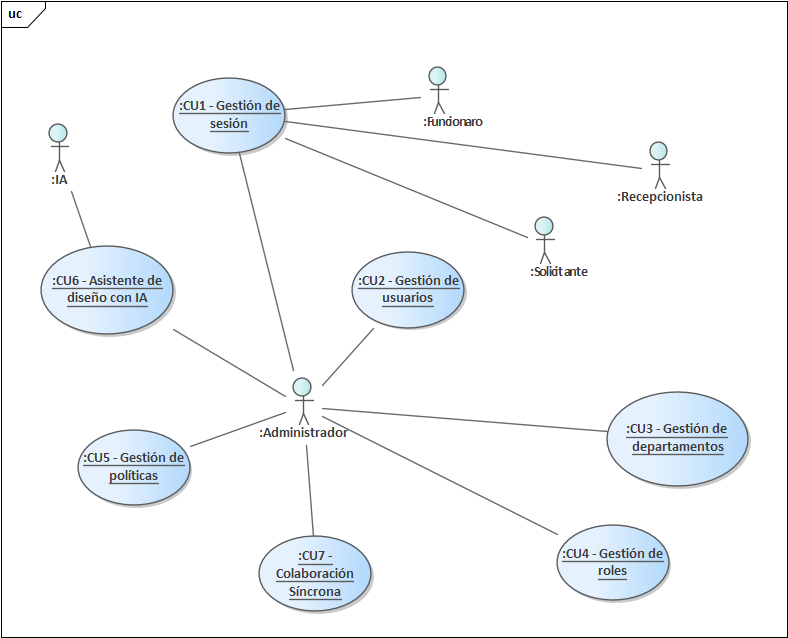 uc
:CU1 - Gestión de
sesión
:Funcionaro
:IA
:Recepcionista
:Solicitante
:CU6 - Asistente de
diseño con IA
:CU2 - Gestión de
usuarios
:Administrador
:CU3 - Gestión de
departamentos
:CU5 - Gestión de
políticas
:CU7 -
Colaboración
Síncrona
:CU4 - Gestión de
roles